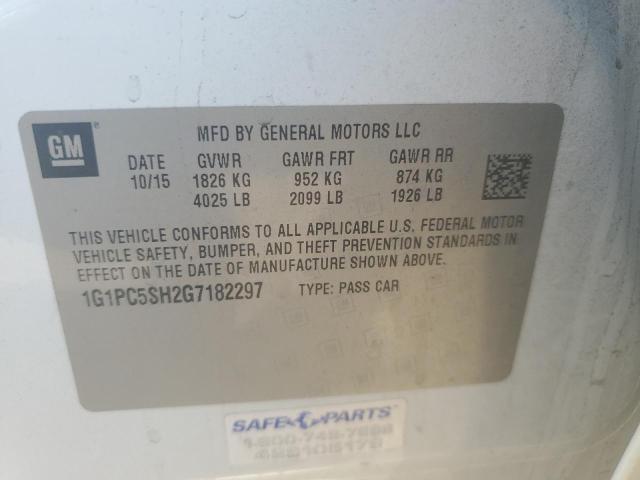 GM
MFD BY GENERAL MOTORS LLC
DATE GVWR GAWR FRT GAWR RR
10/15 1826 KG 952 KG 874 KG
4025 LB 2099 LB 1926 LB
THIS VEHICLE CONFORMS TO ALL APPLICABLE U.S. FEDERAL MOTOR
VEHICLE SAFETY, BUMPER, AND THEFT PREVENTION STANDARDS IN
EFFECT ON THE DATE OF MANUFACTURE SHOWN ABOVE.
1G1PC5SH2G7182297 TYPE: PASS CAR
SAFE PARTS